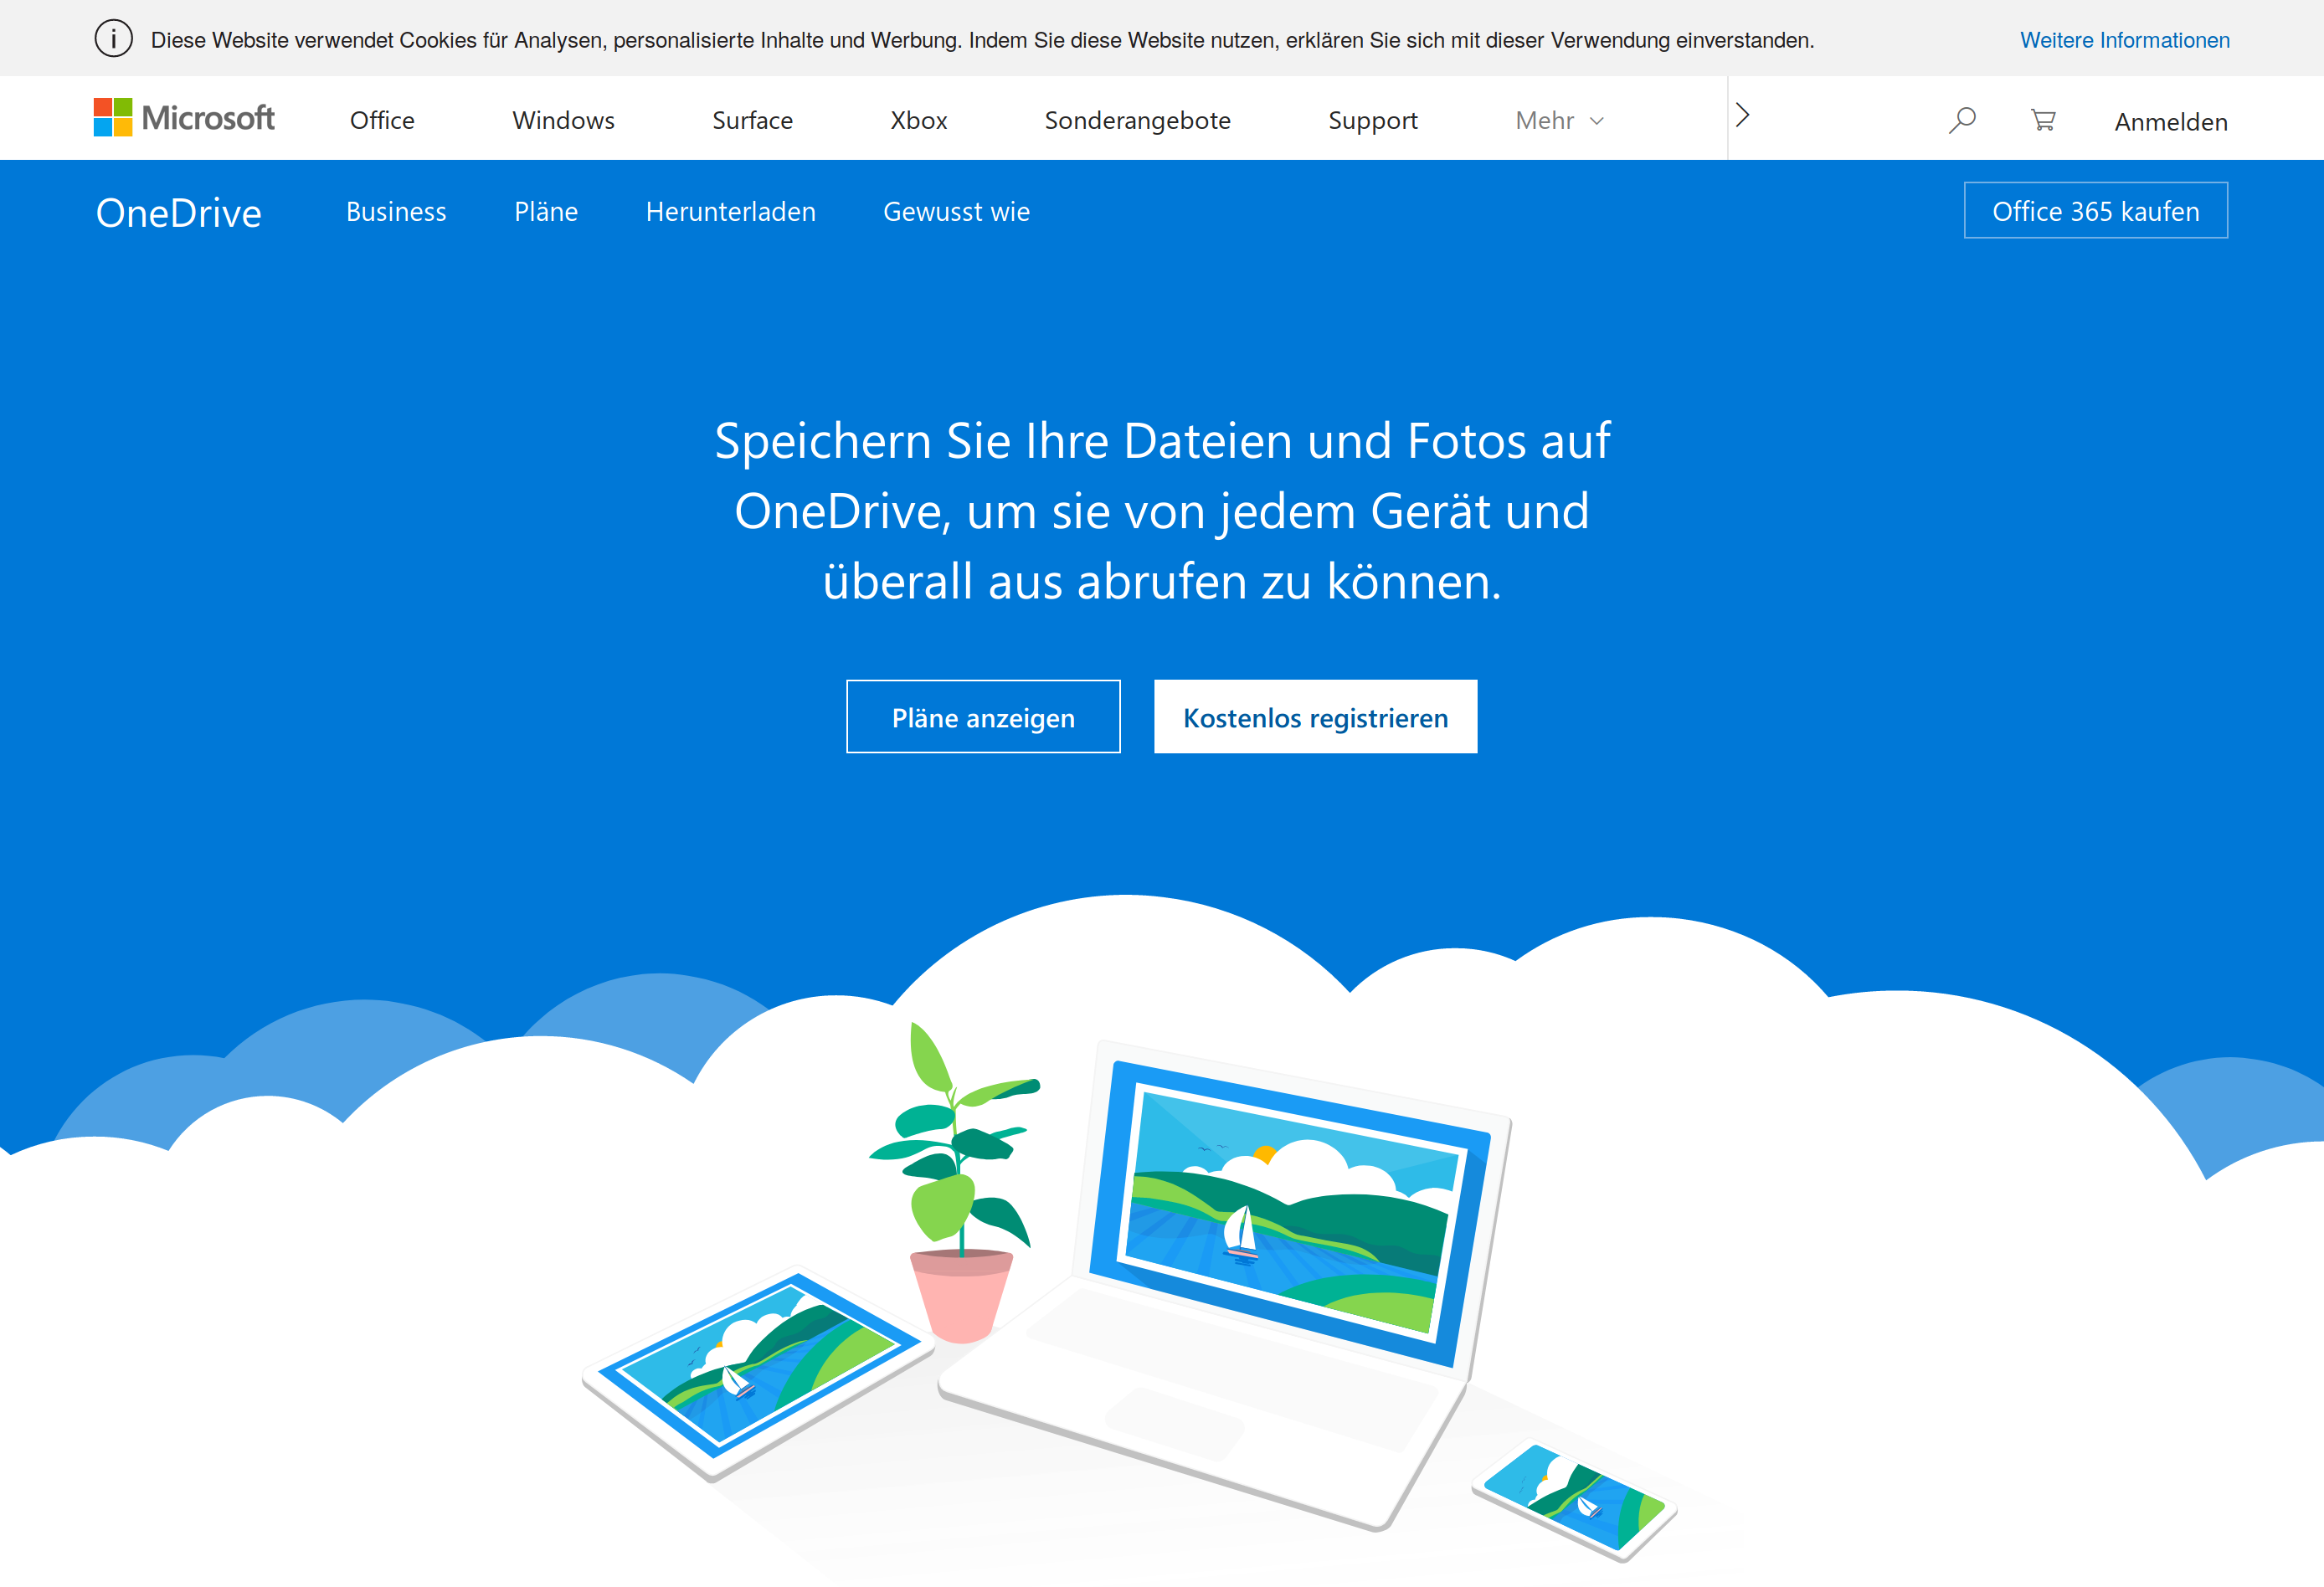 Diese Website verwendet Cookies für Analysen, personalisierte Inhalte und Werbung. Indem Sie diese Website nutzen, erklären Sie sich mit dieser Verwendung einverstanden. Weitere Informationen
Microsoft Office Windows Surface Xbox Sonderangebote Support Mehr Anmelden
OneDrive Business Pläne Herunterladen Gewusst wie Office 365 kaufen
Speichern Sie Ihre Dateien und Fotos auf
OneDrive, um sie von jedem Gerät und
überall aus abrufen zu können.
Pläne anzeigen Kostenlos registrieren